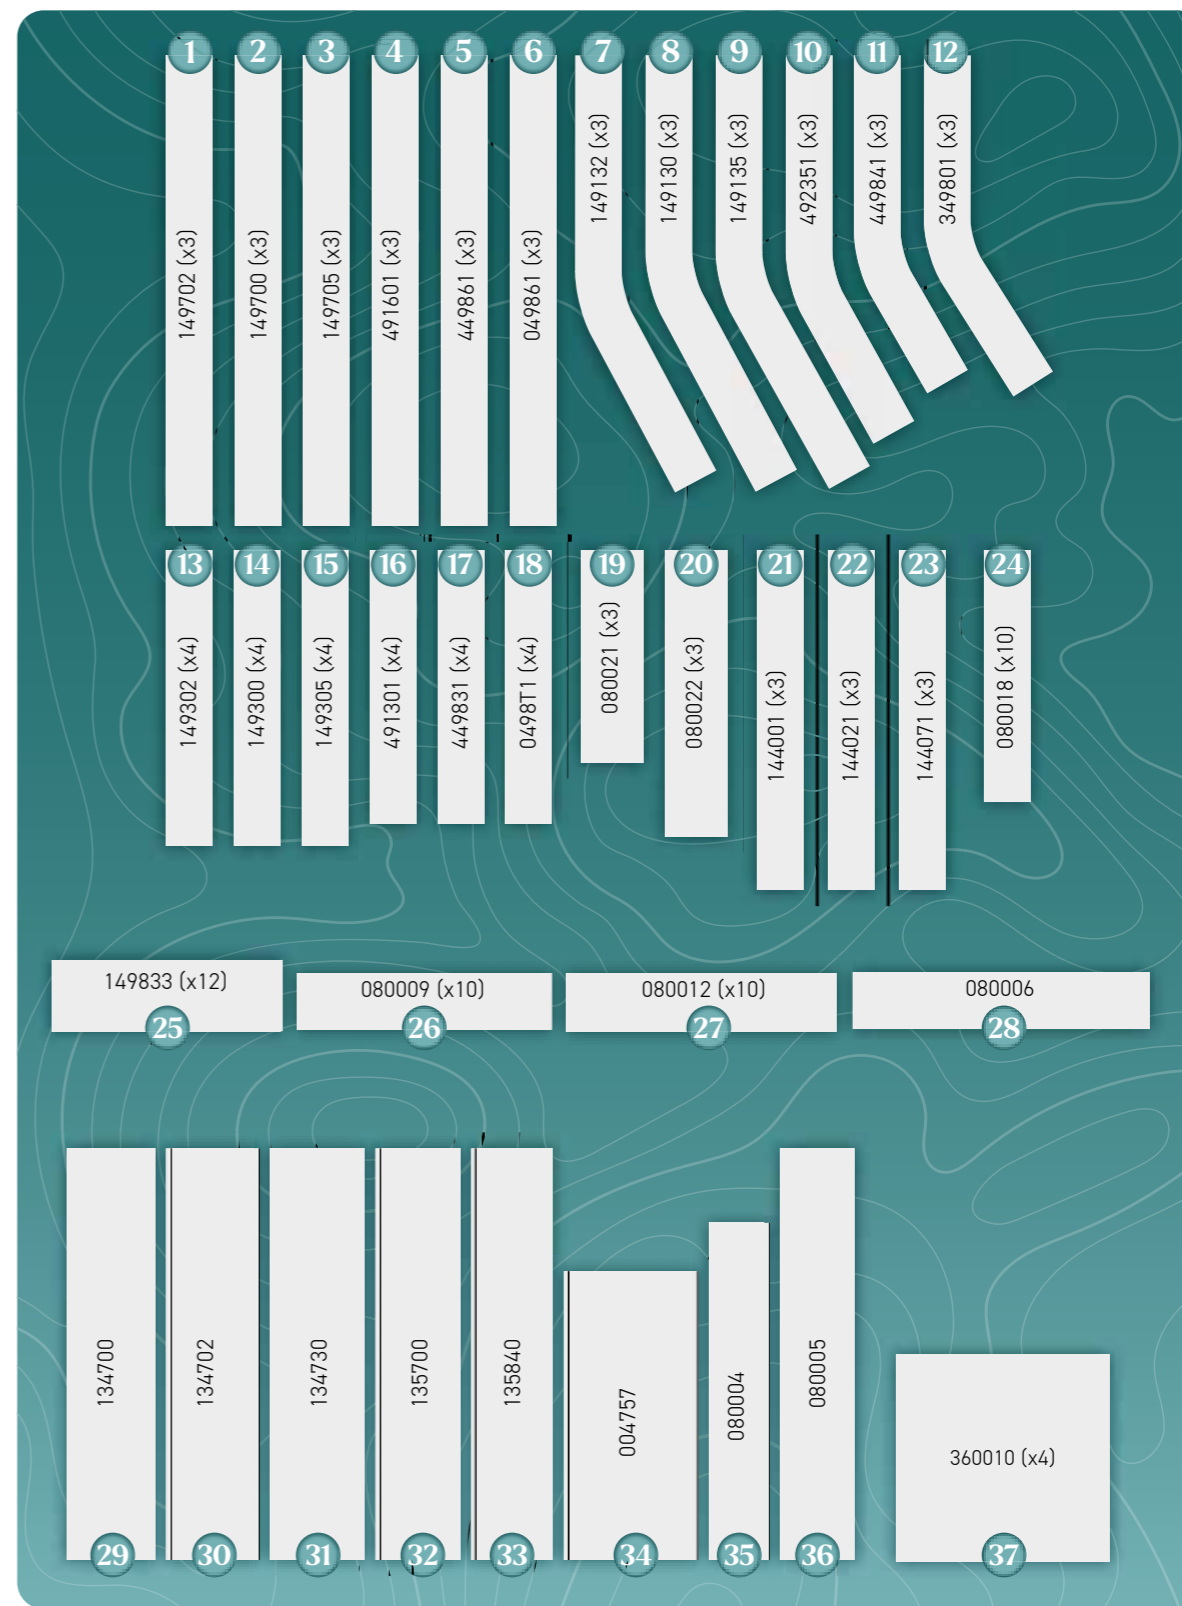 1 2 3 4 5 6 7 8 9 10 11 12
149702 (x3)
149700 (x3)
149705 (x3)
491601 (x3)
449861 (x3)
049861 (x3)
149132 (x3)
149130 (x3)
149135 (x3)
492351 (x3)
449841 (x3)
349801 (x3)
13 14 15 16 17 18 19 20 21 22 23 24
149302 (x4)
149300 (x4)
149305 (x4)
491301 (x4)
449831 (x4)
0498T1 (x4)
080021 (x3)
080022 (x3)
144001 (x3)
144021 (x3)
144071 (x3)
080018 (x10)
149833 (x12)
080009 (x10)
080012 (x10)
080006
25 26 27 28
134700
134702
134730
135700
135840
004757
080004
080005
360010 (x4)
29 30 31 32 33 34 35 36 37